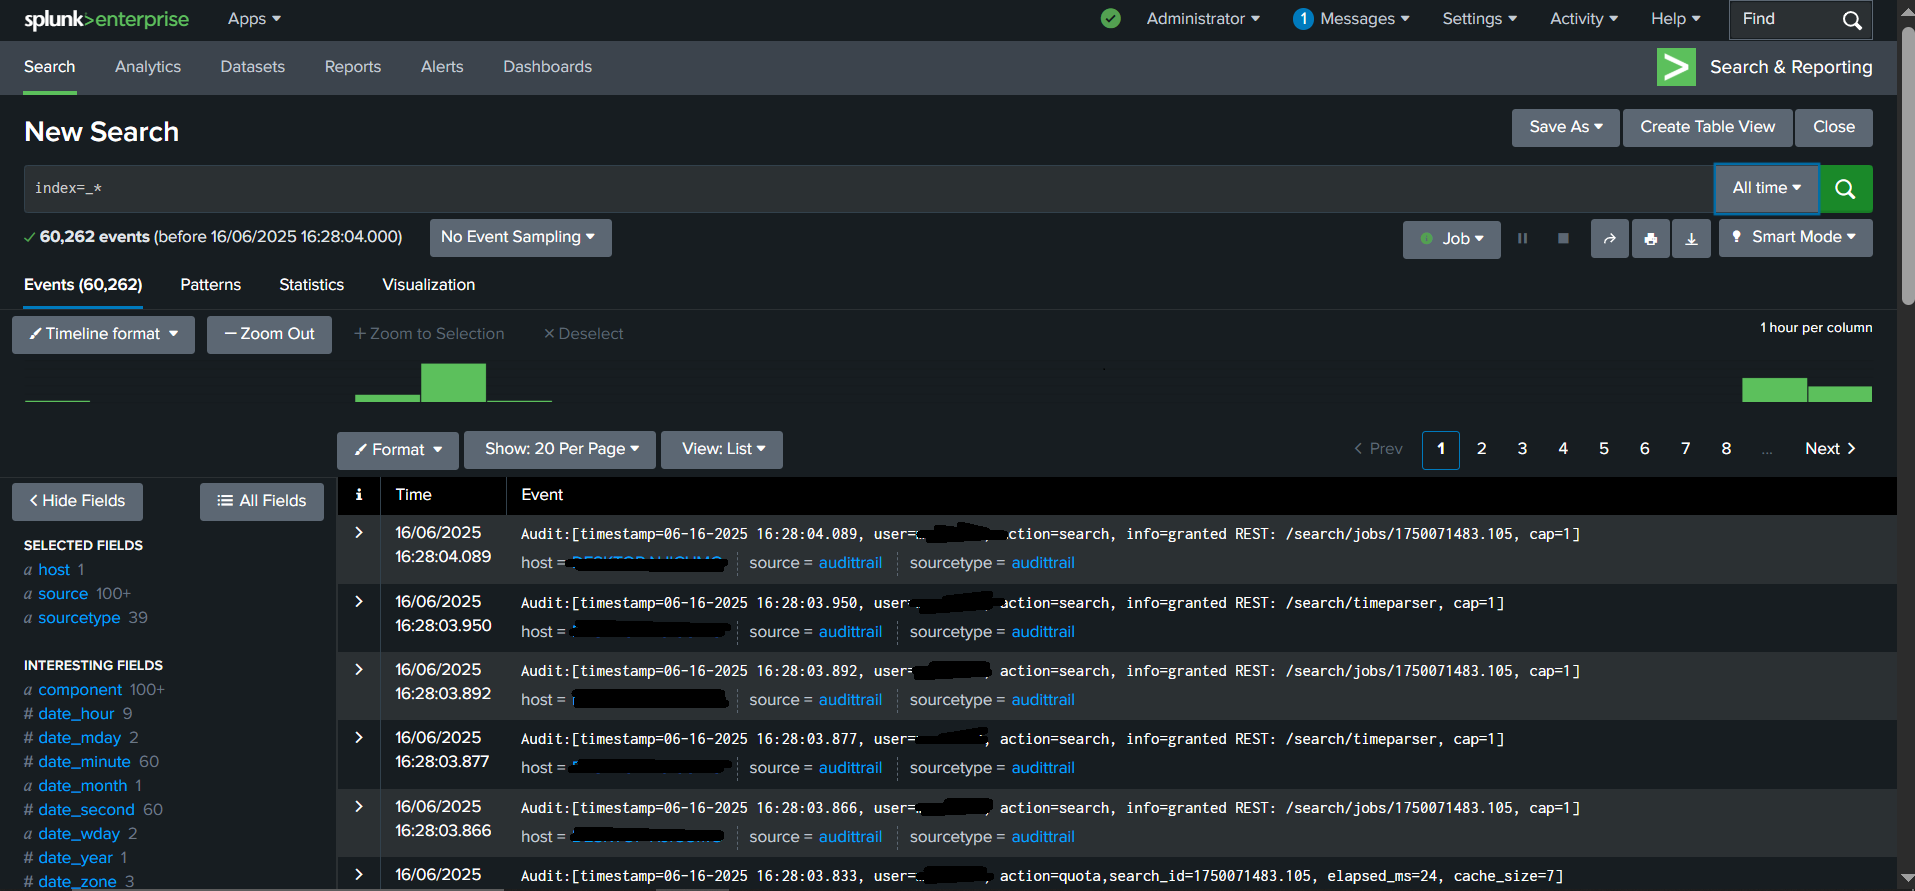 splunk>enterprise Apps Administrator 1 Messages Settings Activity Help Find
Search Analytics Datasets Reports Alerts Dashboards Search & Reporting
New Search Save As Create Table View Close
index=_* All time
60,262 events (before 16/06/2025 16:28:04.000) No Event Sampling Job Smart Mode
Events (60,262) Patterns Statistics Visualization
Timeline format — Zoom Out + Zoom to Selection × Deselect 1 hour per column
Format Show: 20 Per Page View: List < Prev 1 2 3 4 5 6 7 8 ... Next >
< Hide Fields All Fields
SELECTED FIELDS
a host 1
a source 100+
a sourcetype 39
INTERESTING FIELDS
a component 100+
# date_hour 9
# date_mday 2
# date_minute 60
a date_month 1
# date_second 60
a date_wday 2
# date_year 1
# date_zone 3
i Time Event
> 16/06/2025 16:28:04.089 Audit:[timestamp=06-16-2025 16:28:04.089, user= ction=search, info=granted REST: /search/jobs/1750071483.105, cap=1]
host = source = audittrail sourcetype = audittrail
> 16/06/2025 16:28:03.950 Audit:[timestamp=06-16-2025 16:28:03.950, user= action=search, info=granted REST: /search/timeparser, cap=1]
host = source = audittrail sourcetype = audittrail
> 16/06/2025 16:28:03.892 Audit:[timestamp=06-16-2025 16:28:03.892, user= action=search, info=granted REST: /search/jobs/1750071483.105, cap=1]
host = source = audittrail sourcetype = audittrail
> 16/06/2025 16:28:03.877 Audit:[timestamp=06-16-2025 16:28:03.877, user= , action=search, info=granted REST: /search/timeparser, cap=1]
host = source = audittrail sourcetype = audittrail
> 16/06/2025 16:28:03.866 Audit:[timestamp=06-16-2025 16:28:03.866, user= action=search, info=granted REST: /search/jobs/1750071483.105, cap=1]
host = source = audittrail sourcetype = audittrail
> 16/06/2025 Audit:[timestamp=06-16-2025 16:28:03.833, user= action=quota,search_id=1750071483.105, elapsed_ms=24, cache_size=7]